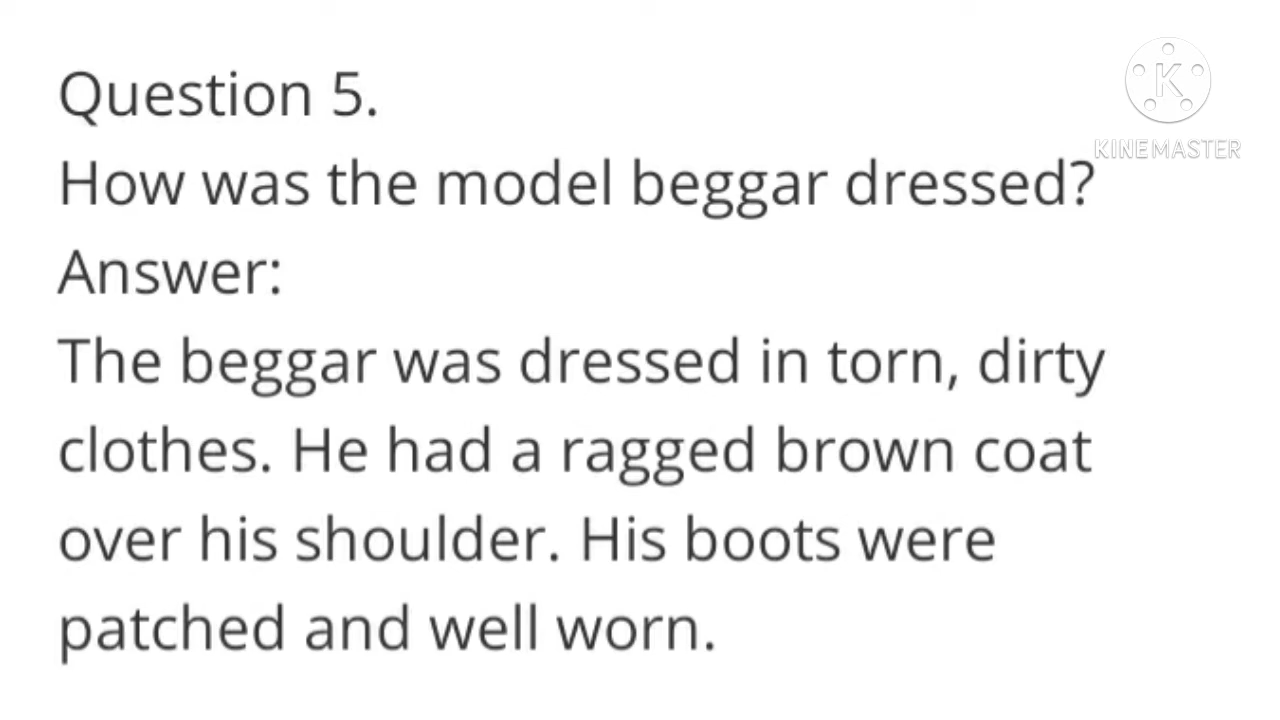 Question 5.
KINEMASTER
How was the model beggar dressed?
Answer:
The beggar was dressed in torn, dirty
clothes. He had a ragged brown coat
over his shoulder. His boots were
patched and well worn.